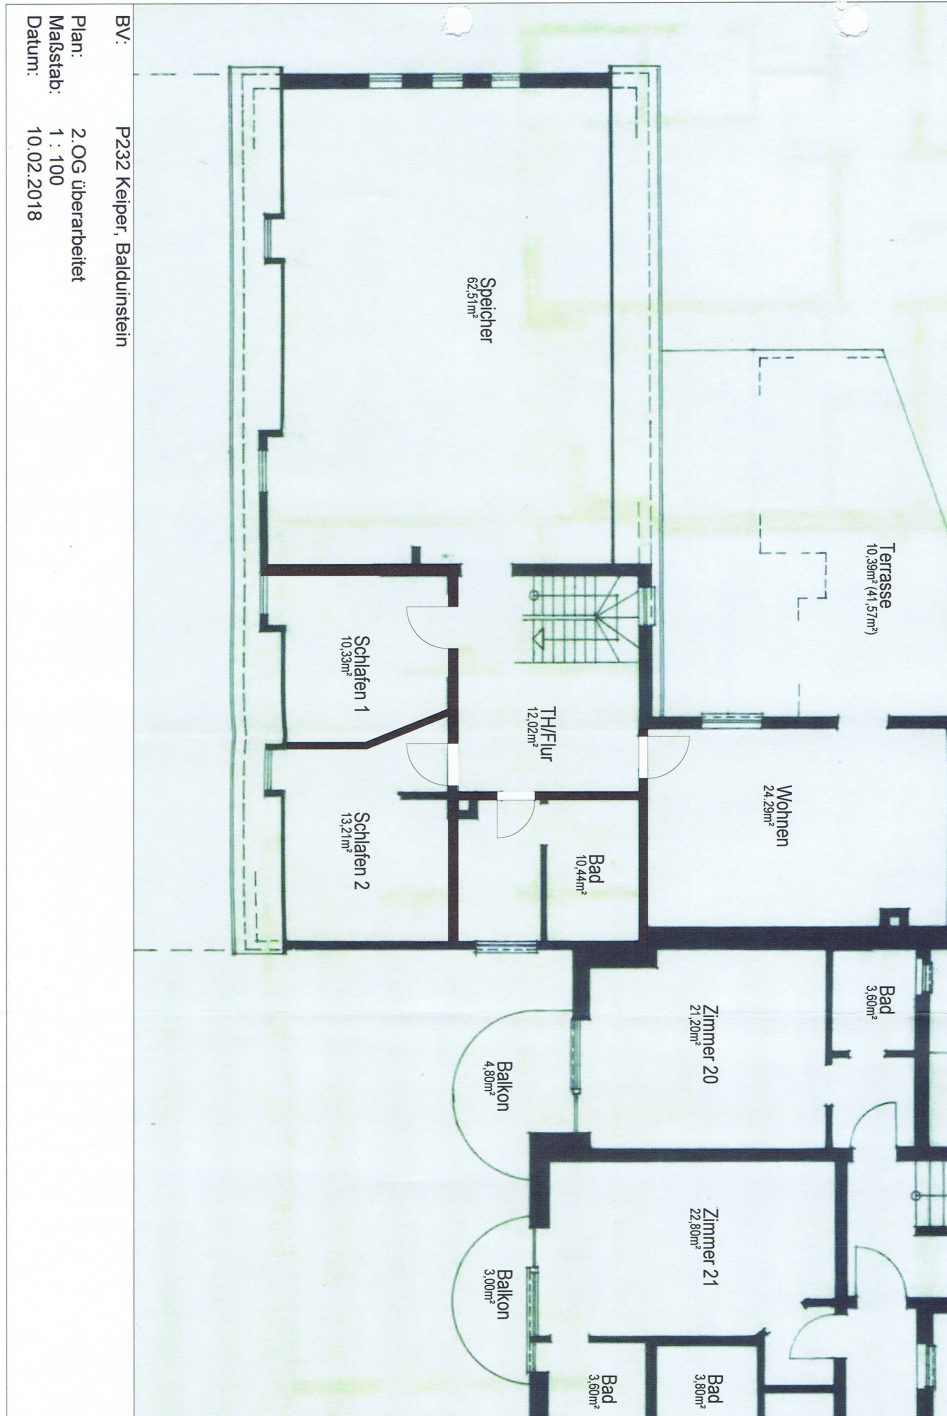 BV: P232 Keiper, Balduinstein
Plan: 2.OG überarbeitet
Maßstab: 1 : 100
Datum: 10.02.2018
Terrasse
10,39m² (41,57m²)
Speicher
62,51m²
Wohnen
24.29m²
TH/Flur
12,02m²
Schlafen 1
10,33m²
Bad
10,44m²
Schlafen 2
13,21m²
Bad
3,60m²
Zimmer 20
21,20m²
Balkon
4,80m²
Zimmer 21
22,80m²
Balkon
3,00m²
Bad
3,80m²
Bad
3,60m²